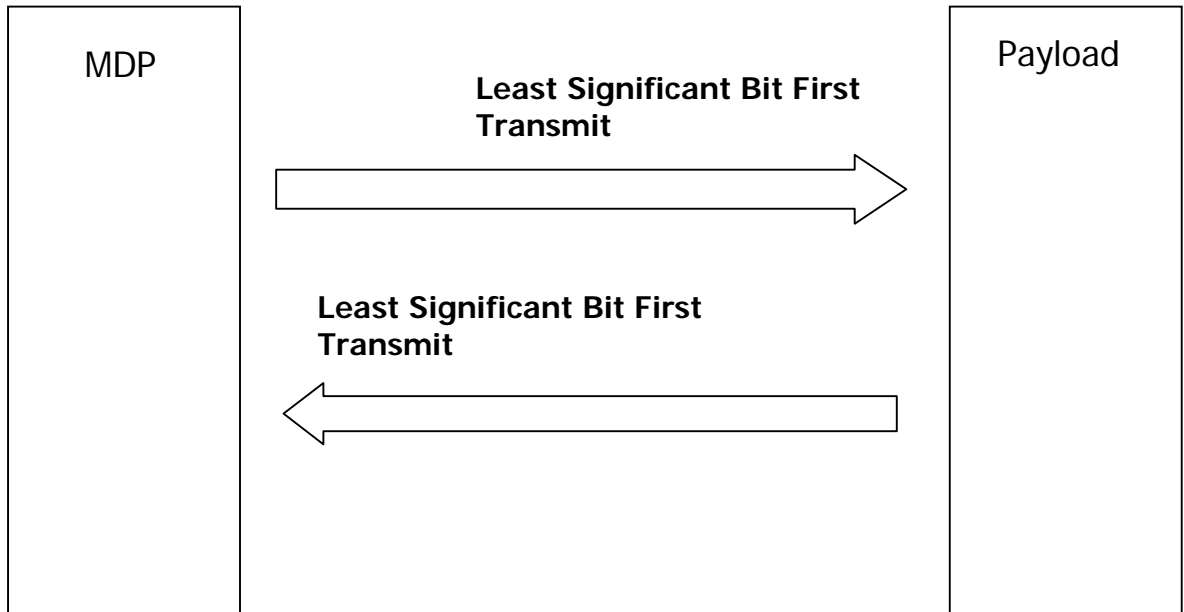 MDP
Payload
Least Significant Bit First
Transmit
Least Significant Bit First
Transmit